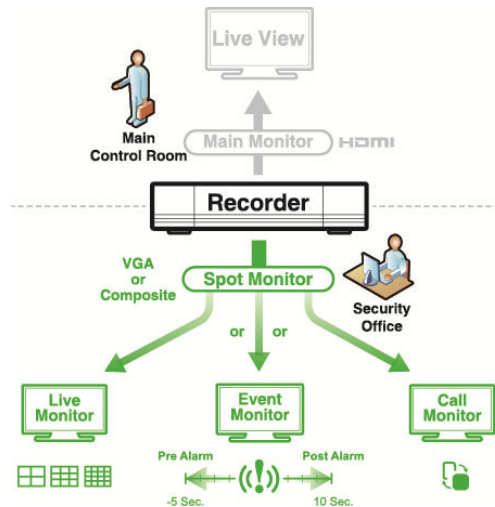 Live View
Main
Control Room
Main Monitor
HDMI
Recorder
VGA
or
Composite
Spot Monitor
Security
Office
or
or
Live
Monitor
Event
Monitor
Call
Monitor
Pre Alarm
Post Alarm
-5 Sec.
10 Sec.